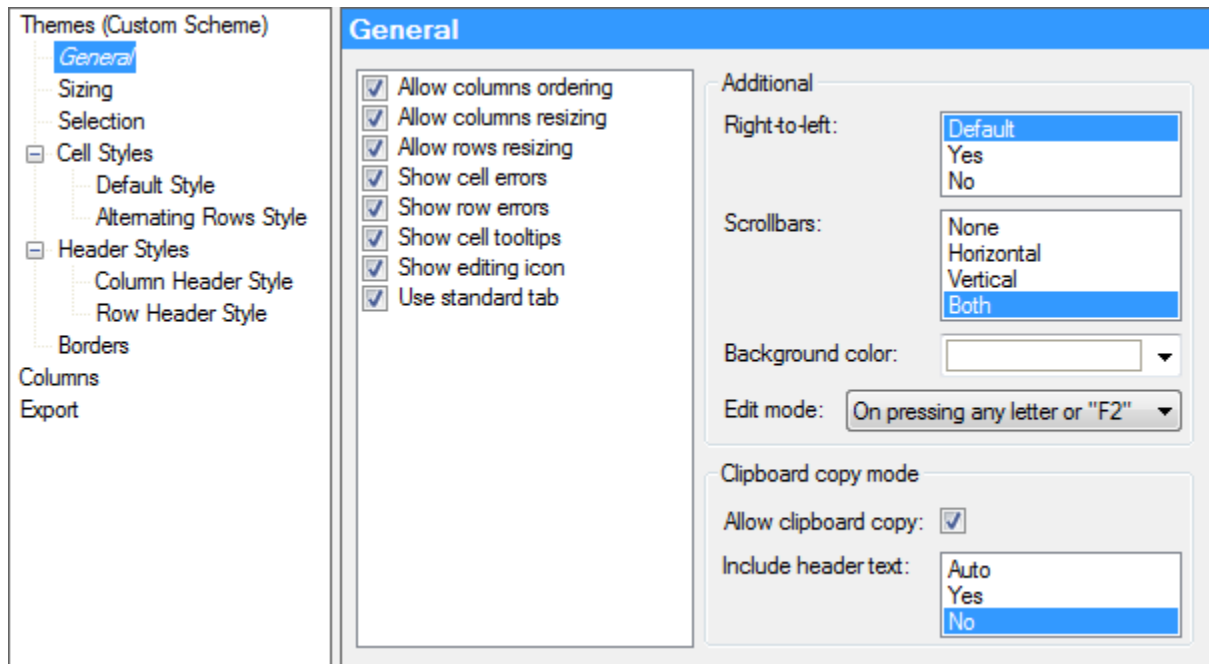 Themes (Custom Scheme)
General
Sizing
Selection
Cell Styles
Default Style
Alternating Rows Style
Header Styles
Column Header Style
Row Header Style
Borders
Columns
Export
General
Allow columns ordering
Allow columns resizing
Allow rows resizing
Show cell errors
Show row errors
Show cell tooltips
Show editing icon
Use standard tab
Additional
Right-to-left:
Default
Yes
No
Scrollbars:
None
Horizontal
Vertical
Both
Background color:
Edit mode: On pressing any letter or "F2"
Clipboard copy mode
Allow clipboard copy:
Include header text:
Auto
Yes
No